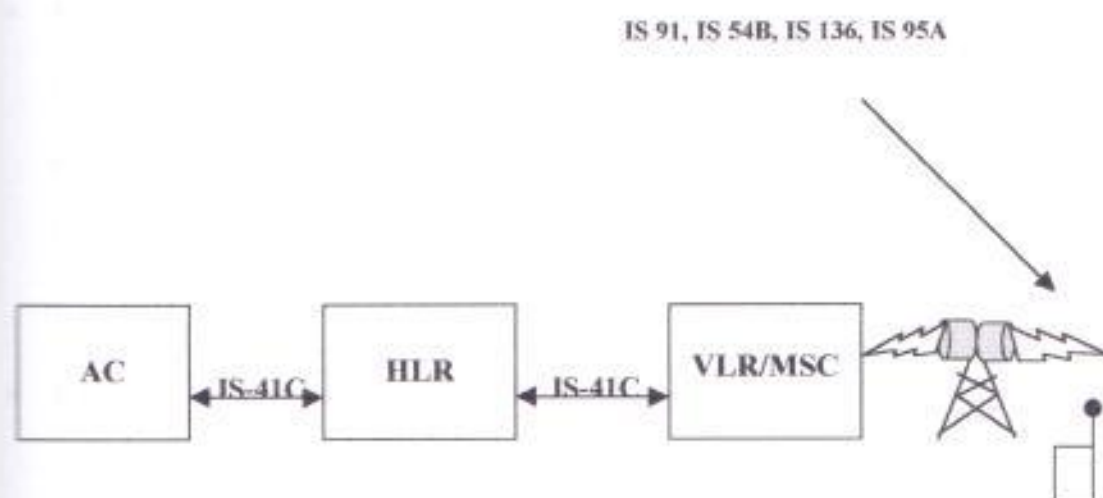 IS 91, IS 54B, IS 136, IS 95A
AC
IS-41C
HLR
IS-41C
VLR/MSC